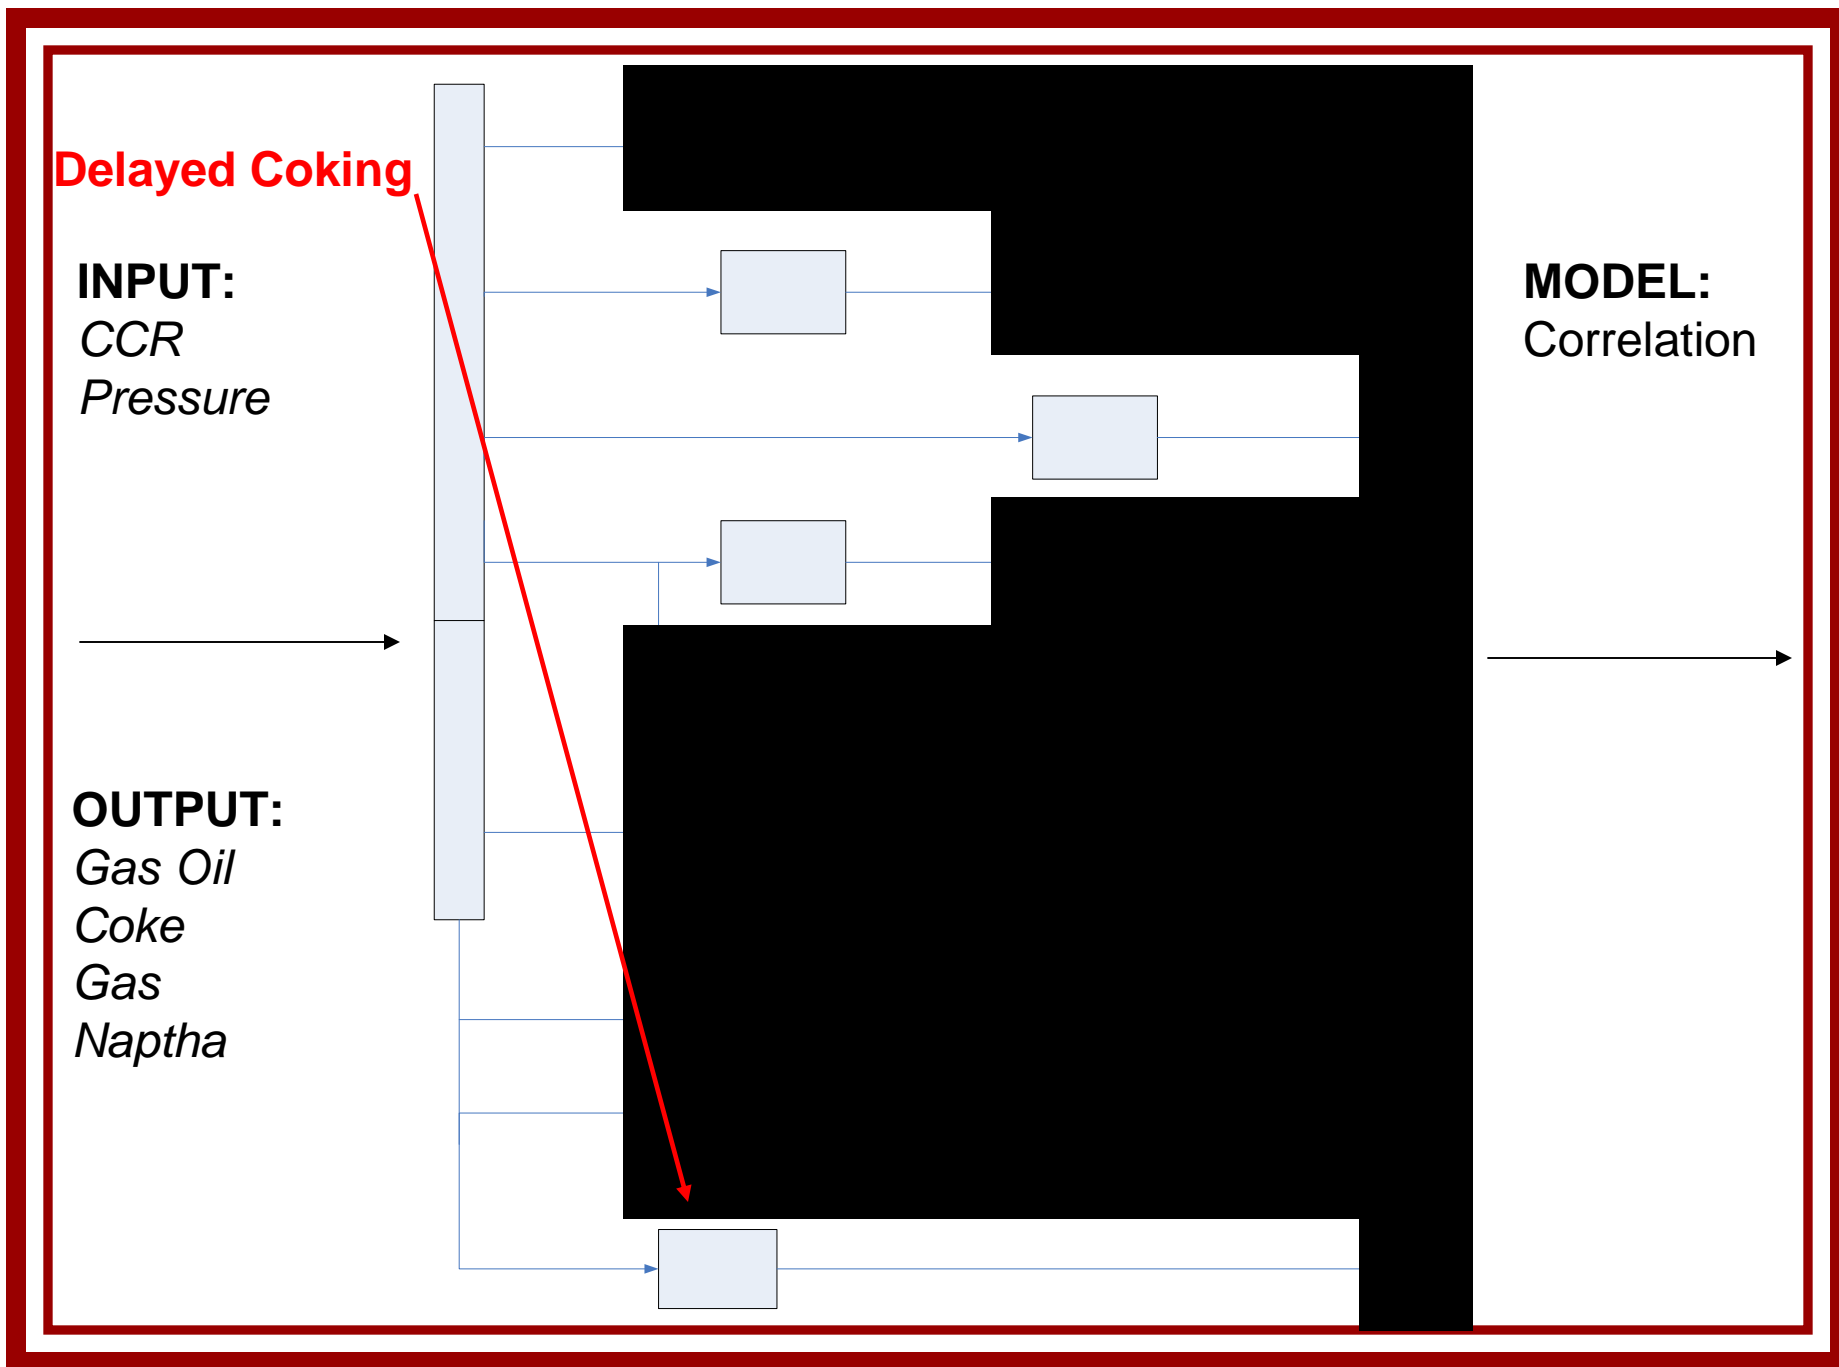 Delayed Coking
INPUT:
CCR
Pressure
OUTPUT:
Gas Oil
Coke
Gas
Naptha
MODEL:
Correlation